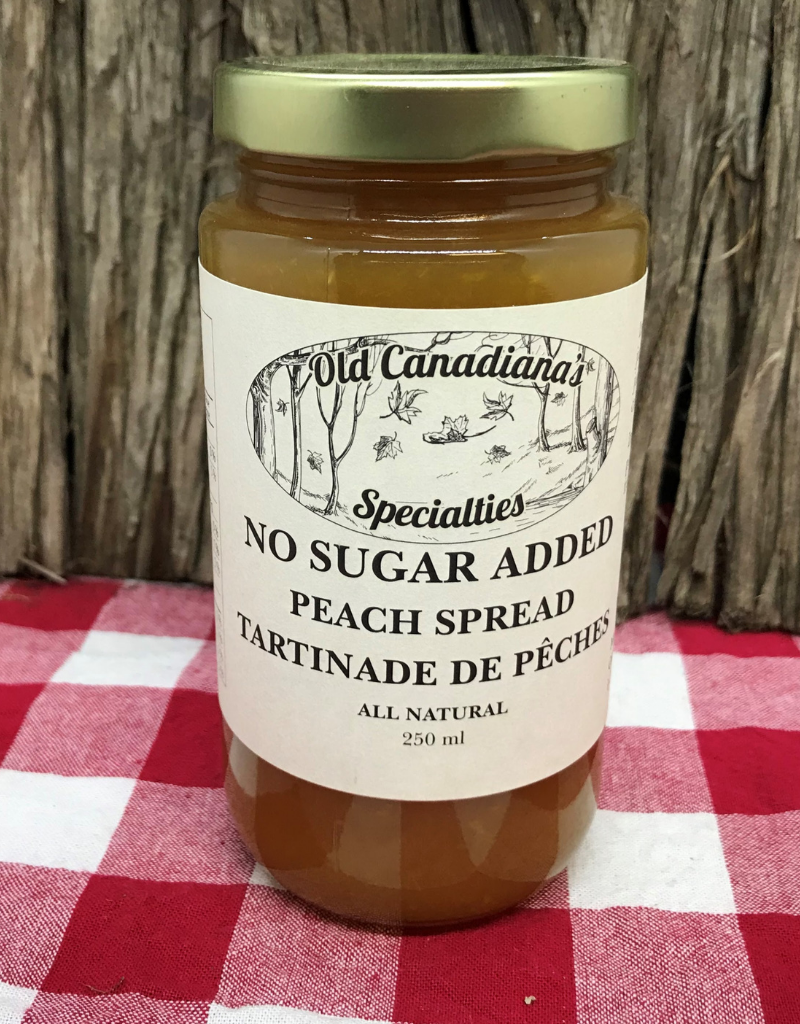 Old Canadiana's
Specialties
NO SUGAR ADDED
PEACH SPREAD
TARTINADE DE PÊCHES
ALL NATURAL
250 ml